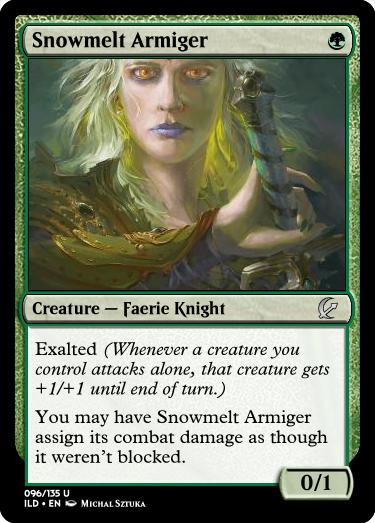 Snowmelt Armiger
Creature — Faerie Knight
Exalted (Whenever a creature you
control attacks alone, that creature gets
+1/+1 until end of turn.)
You may have Snowmelt Armiger
assign its combat damage as though
it weren't blocked.
0/1
096/135 U
ILD • EN Michal Sztuka